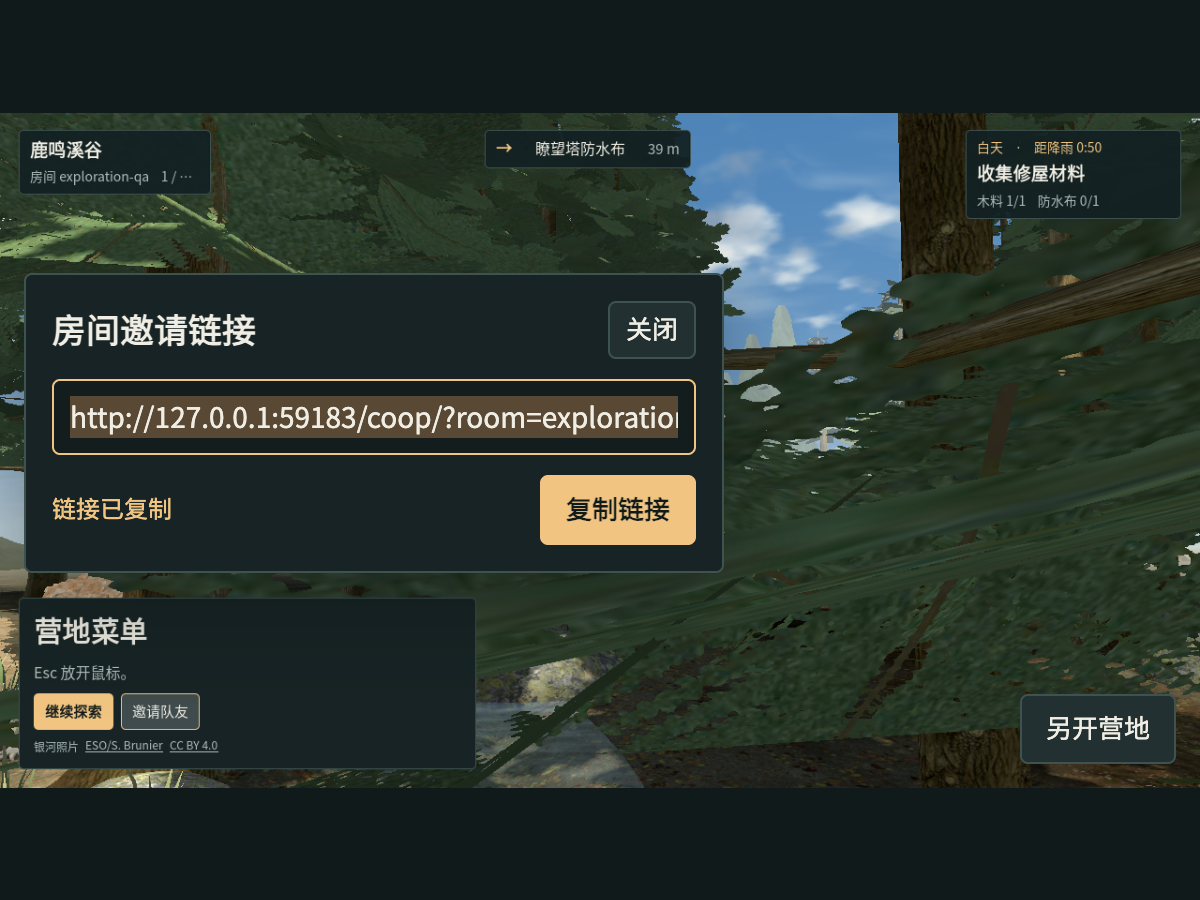 鹿鸣溪谷
房间 exploration-qa 1 / ···
→ 瞭望塔防水布 39 m
白天 · 距降雨 0:50
收集修屋材料
木料 1/1 防水布 0/1
房间邀请链接
关闭
http://127.0.0.1:59183/coop/?room=exploration
链接已复制
复制链接
营地菜单
Esc 放开鼠标。
继续探索
邀请队友
银河照片 ESO/S. Brunier CC BY 4.0
另开营地